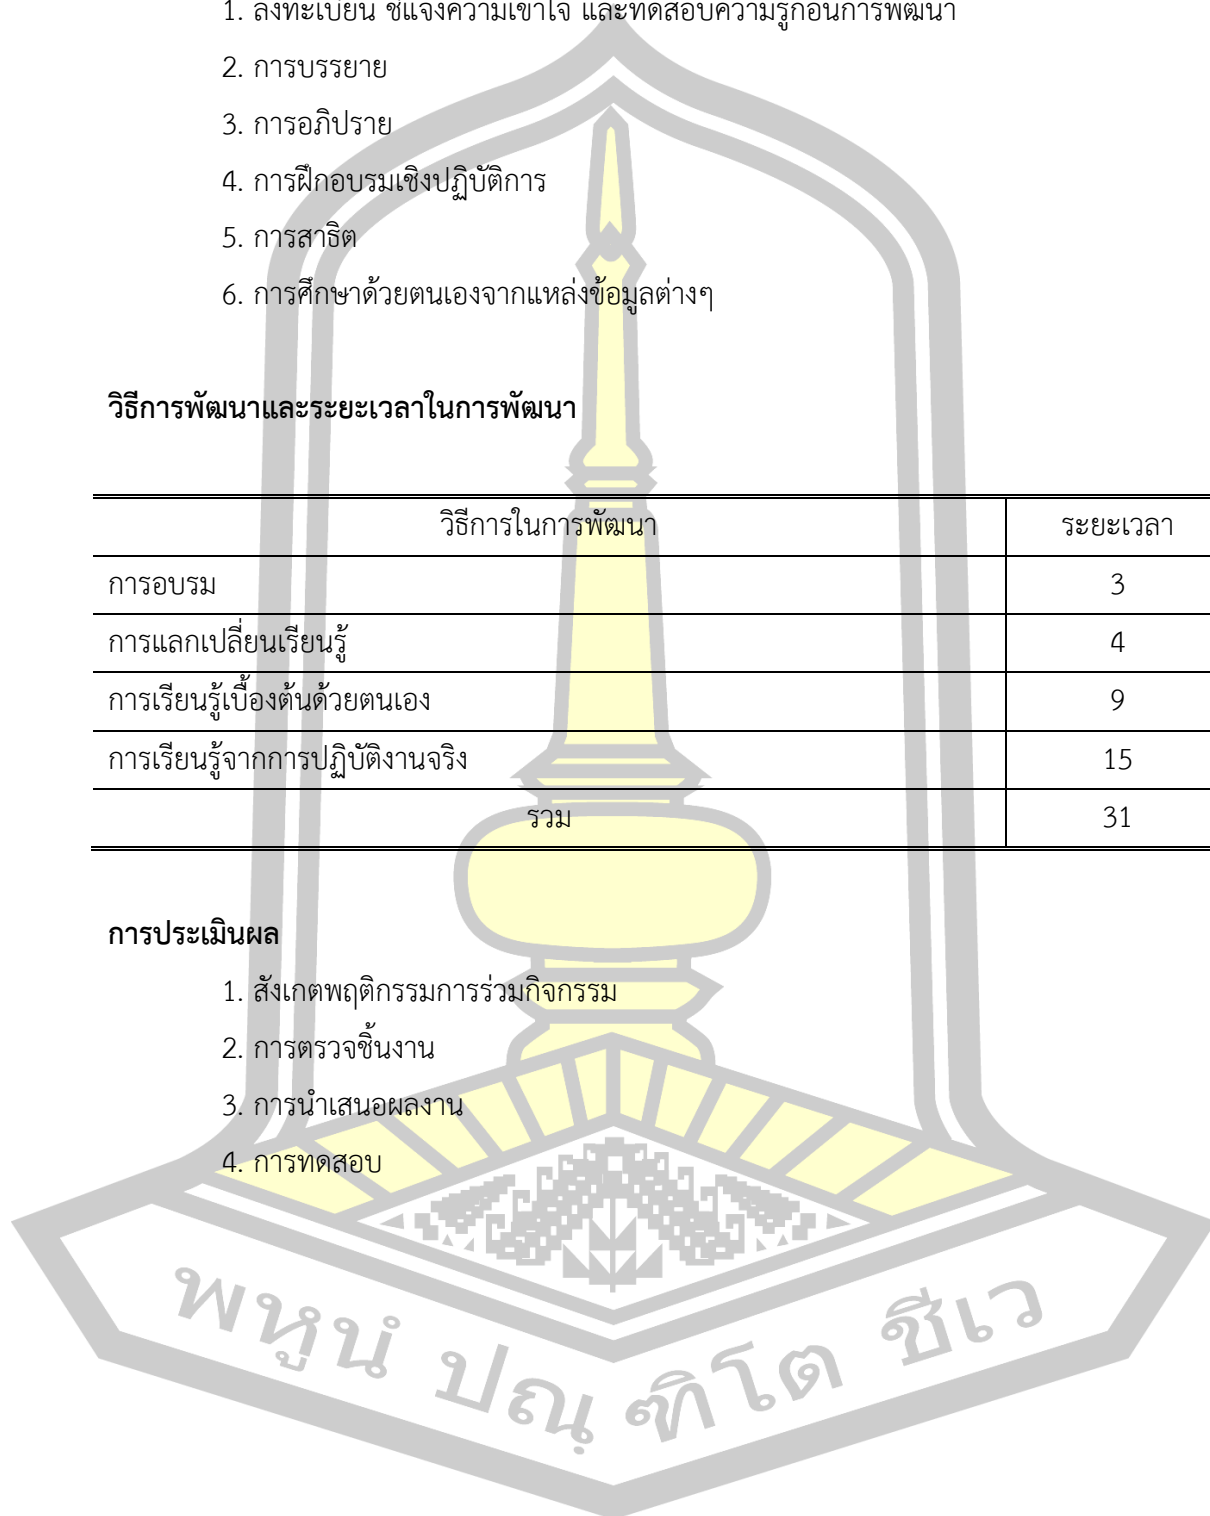 1. ลงทะเบียน ชี้แจงความเข้าใจ และทดสอบความรู้ก่อนการพัฒนา
2. การบรรยาย
3. การอภิปราย
4. การฝึกอบรมเชิงปฏิบัติการ
5. การสาธิต
6. การศึกษาด้วยตนเองจากแหล่งข้อมูลต่างๆ
วิธีการพัฒนาและระยะเวลาในการพัฒนา
วิธีการในการพัฒนา ระยะเวลา
การอบรม 3
การแลกเปลี่ยนเรียนรู้ 4
การเรียนรู้เบื้องต้นด้วยตนเอง 9
การเรียนรู้จากการปฏิบัติงานจริง 15
รวม 31
การประเมินผล
1. สังเกตพฤติกรรมการร่วมกิจกรรม
2. การตรวจชิ้นงาน
3. การนำเสนอผลงาน
4. การทดสอบ
พหูนํ ปณฺฑิโต ชีเว